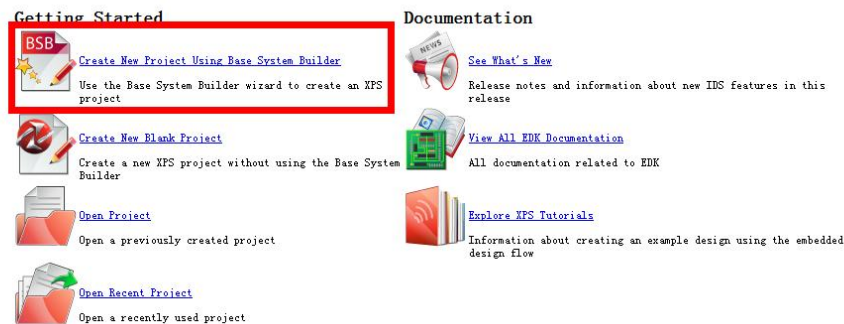 Getting Started
BSB
Create New Project Using Base System Builder
Use the Base System Builder wizard to create an XPS
project
Create New Blank Project
Create a new XPS project without using the Base System
Builder
Open Project
Open a previously created project
Open Recent Project
Open a recently used project
Documentation
NEWS
See What's New
Release notes and information about new IDS features in this
release
View All EDK Documentation
All documentation related to EDK
Explore XPS Tutorials
Information about creating an example design using the embedded
design flow